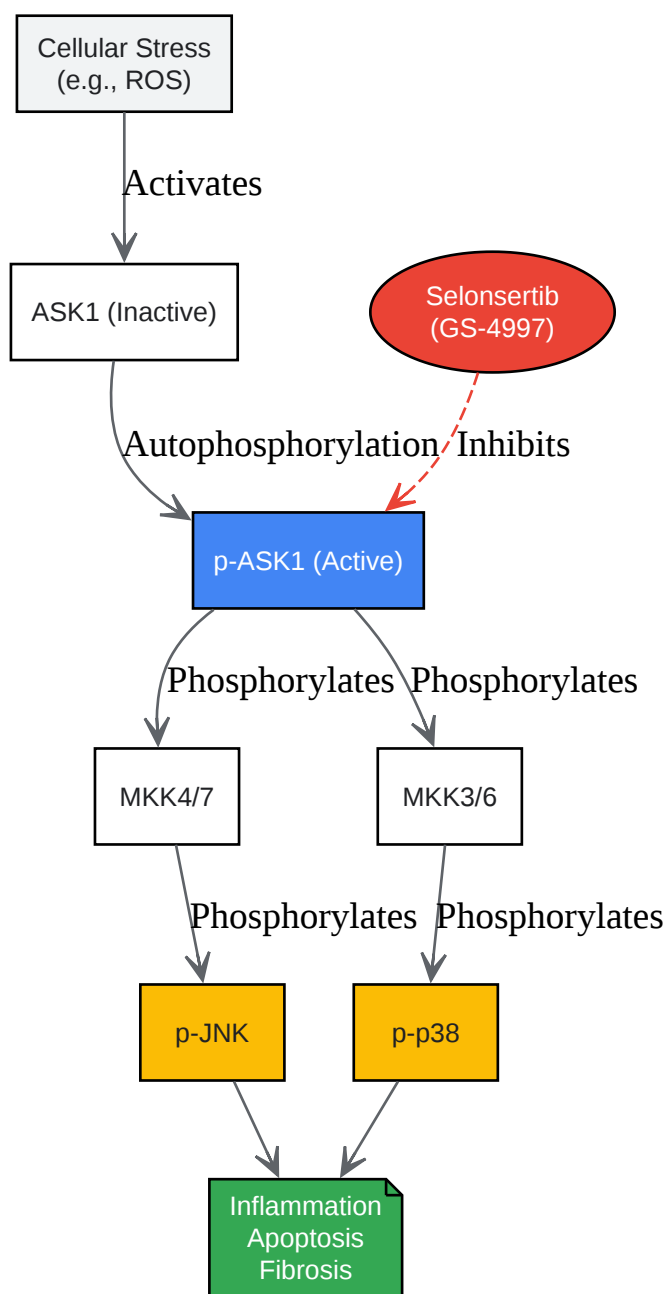 Cellular Stress
(e.g., ROS)
Activates
ASK1 (Inactive)
Selonsertib
(GS-4997)
Autophosphorylation
Inhibits
p-ASK1 (Active)
Phosphorylates
Phosphorylates
MKK4/7
MKK3/6
Phosphorylates
Phosphorylates
p-JNK
p-p38
Inflammation
Apoptosis
Fibrosis